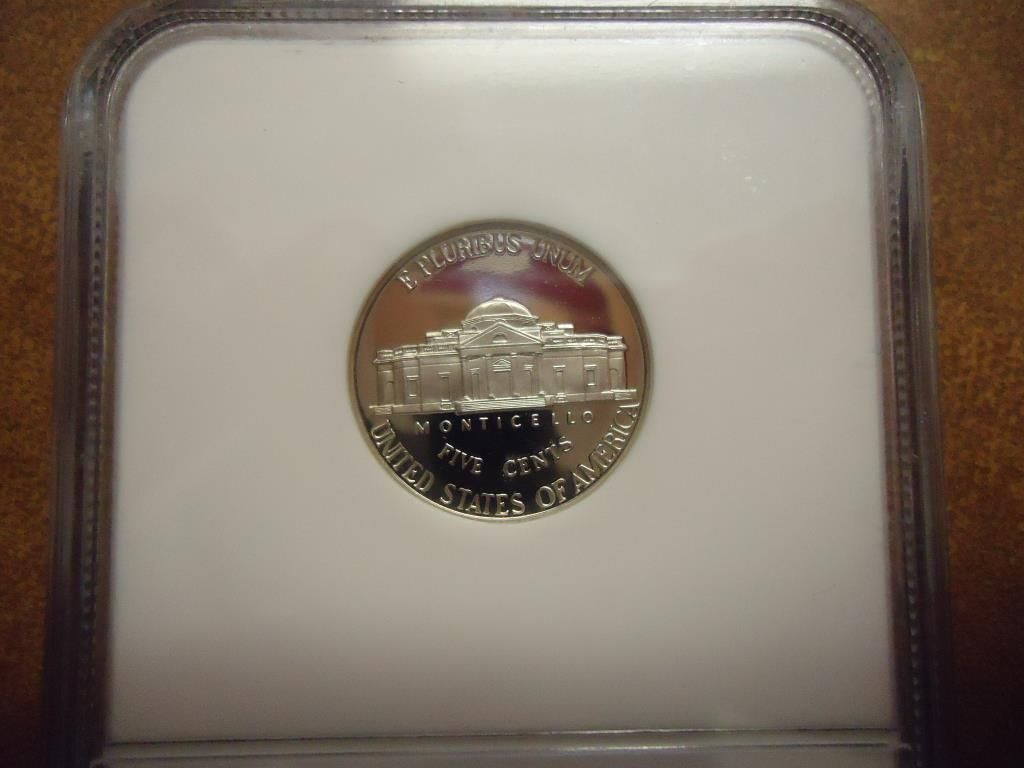 E PLURIBUS UNUM
MONTICELLO
FIVE CENTS
UNITED STATES OF AMERICA